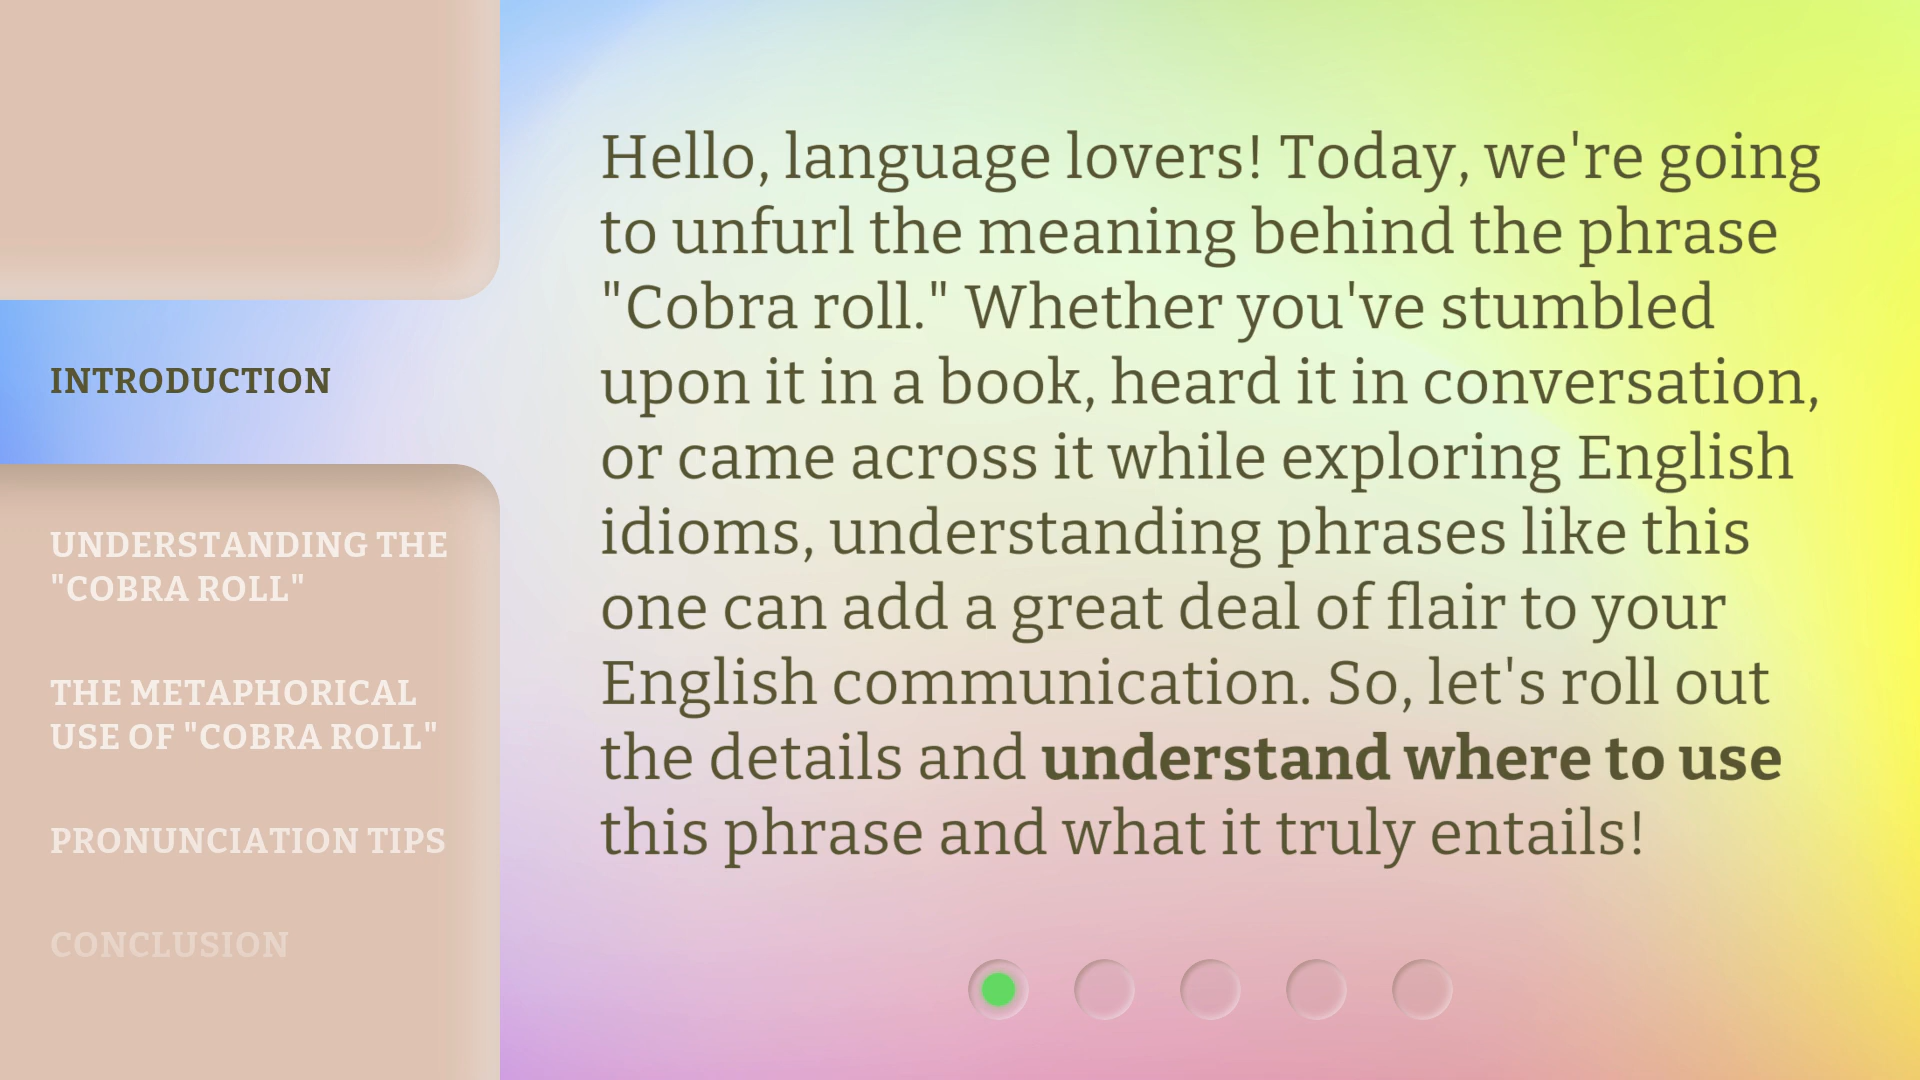 INTRODUCTION
UNDERSTANDING THE
"COBRA ROLL"
THE METAPHORICAL
USE OF "COBRA ROLL"
PRONUNCIATION TIPS
CONCLUSION
Hello, language lovers! Today, we're going
to unfurl the meaning behind the phrase
"Cobra roll." Whether you've stumbled
upon it in a book, heard it in conversation,
or came across it while exploring English
idioms, understanding phrases like this
one can add a great deal of flair to your
English communication. So, let's roll out
the details and understand where to use
this phrase and what it truly entails!